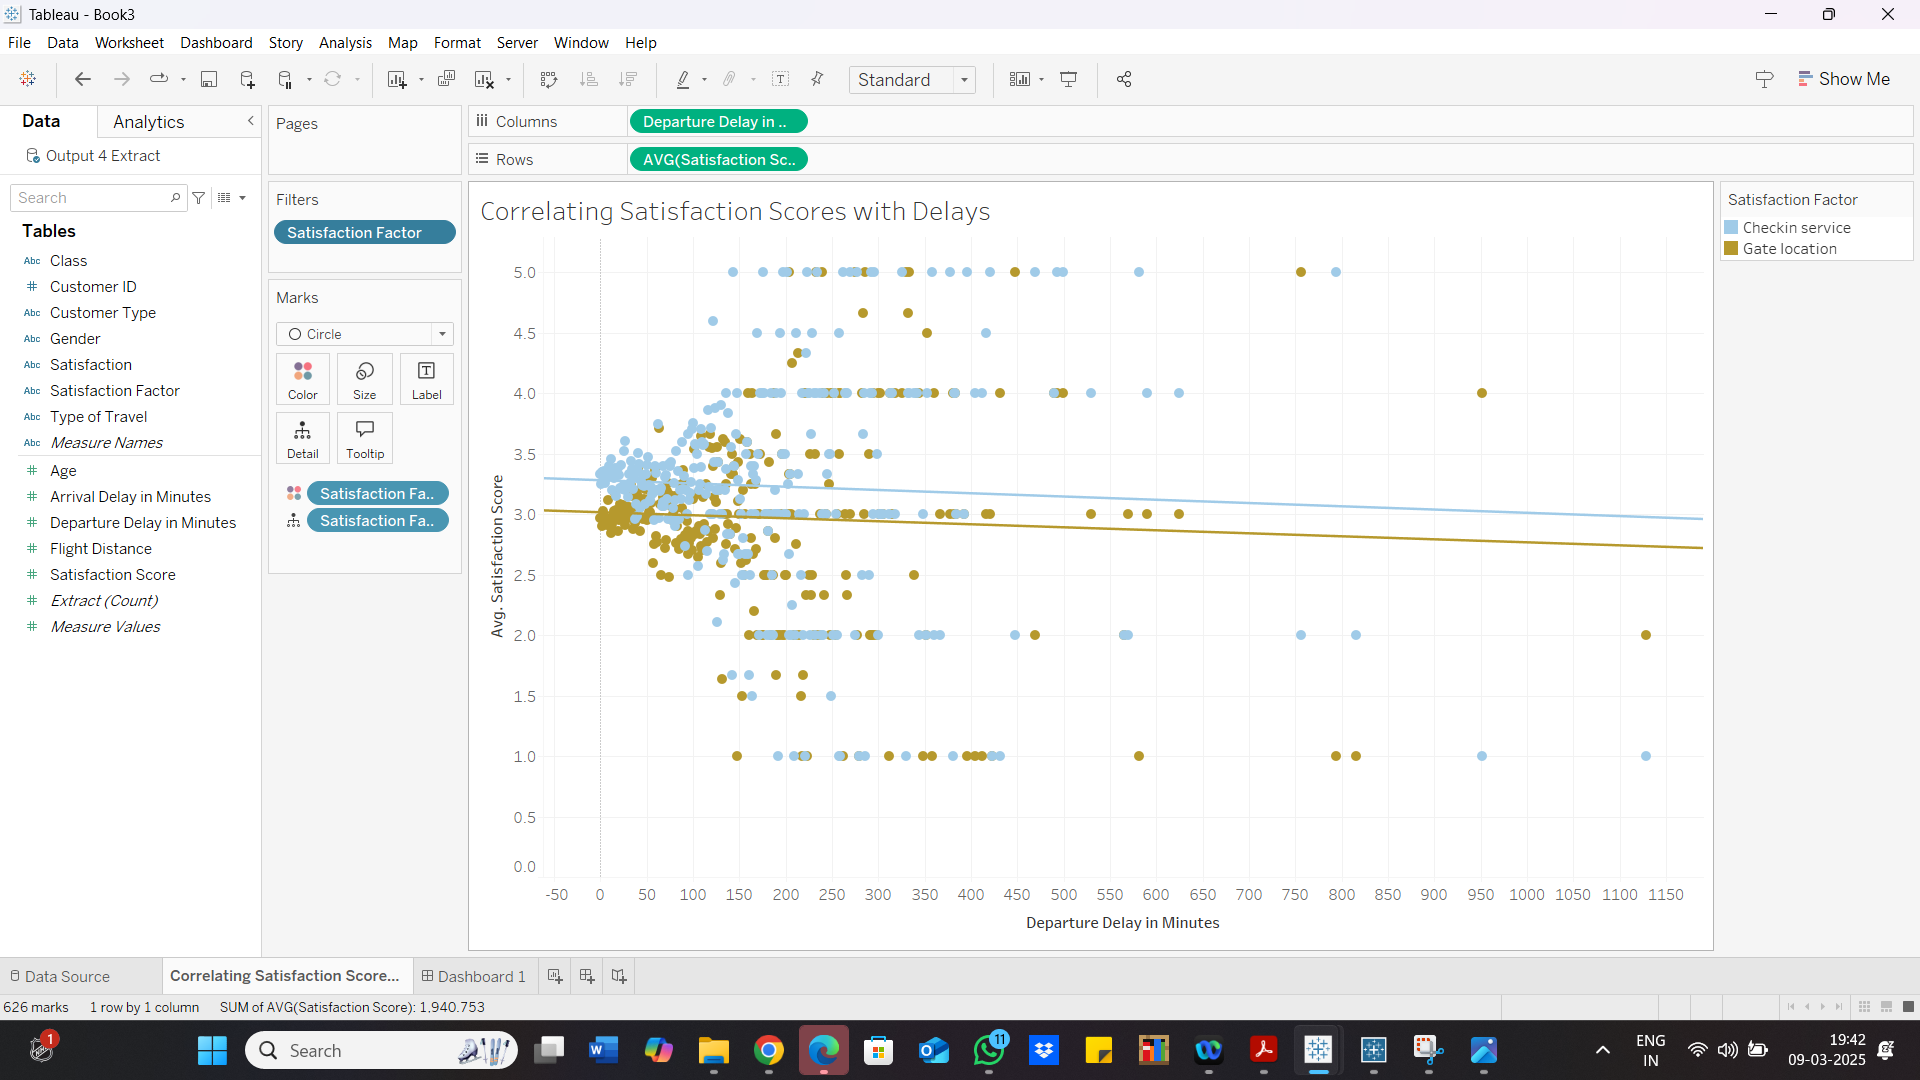 Tableau - Book3
File Data Worksheet Dashboard Story Analysis Map Format Server Window Help
Standard
Show Me
Data Analytics
Output 4 Extract
Search
Tables
Abc Class
# Customer ID
Abc Customer Type
Abc Gender
Abc Satisfaction
Abc Satisfaction Factor
Abc Type of Travel
Abc Measure Names
# Age
# Arrival Delay in Minutes
# Departure Delay in Minutes
# Flight Distance
# Satisfaction Score
# Extract (Count)
# Measure Values
Pages
Filters
Satisfaction Factor
Marks
Circle
Color Size Label
Detail Tooltip
Satisfaction Fa..
Satisfaction Fa..
Columns Departure Delay in ..
Rows AVG(Satisfaction Sc..
Correlating Satisfaction Scores with Delays
Avg. Satisfaction Score
5.0
4.5
4.0
3.5
3.0
2.5
2.0
1.5
1.0
0.5
0.0
-50 0 50 100 150 200 250 300 350 400 450 500 550 600 650 700 750 800 850 900 950 1000 1050 1100 1150
Departure Delay in Minutes
Satisfaction Factor
Checkin service
Gate location
Data Source Correlating Satisfaction Score... Dashboard 1
626 marks 1 row by 1 column SUM of AVG(Satisfaction Score): 1,940.753
1
Search
11
ENG
IN
19:42
09-03-2025